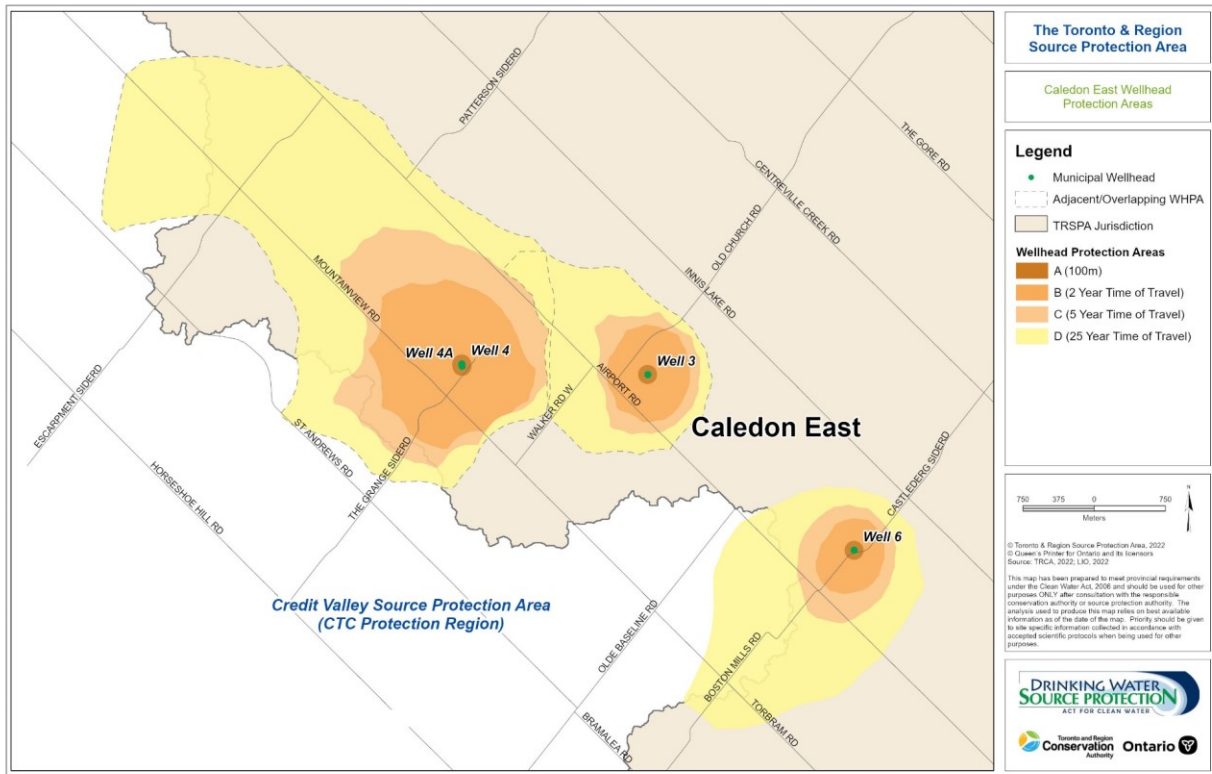 The Toronto & Region
Source Protection Area
Caledon East Wellhead
Protection Areas
Legend
Municipal Wellhead
Adjacent/Overlapping WHPA
TRSPA Jurisdiction
Wellhead Protection Areas
A (100m)
B (2 Year Time of Travel)
C (5 Year Time of Travel)
D (25 Year Time of Travel)
PATTERSON SIDERD
THE GORE RD
CENTREVILLE CREEK RD
OLD CHURCH RD
INNIS LAKE RD
MOUNTAINVIEW RD
Well 4A
Well 4
Well 3
AIRPORT RD
WALKER RD W
Caledon East
ESCARPMENT SIDERD
ST ANDREWS RD
THE GRANGE SIDERD
HORSESHOE HILL RD
CASTLEDERG SIDERD
Well 6
Credit Valley Source Protection Area
(CTC Protection Region)
OLDE BASELINE RD
BOSTON MILLS RD
TORBRAM RD
BRAMALEA RD
750 375 0 750
Meters
N
© Toronto & Region Source Protection Area, 2022
© Queen's Printer for Ontario and its licensors
Source: TRCA, 2022; LIO, 2022
This map has been prepared to meet provincial requirements
under the Clean Water Act, 2006 and should be used for other
purposes ONLY after consultation with the responsible
conservation authority or source protection authority. The
analysis used to produce this map relies on best available
information as of the date of the map. Priority should be given
to site specific information collected in accordance with
accepted scientific protocols when being used for other
purposes.
DRINKING WATER
SOURCE PROTECTION
ACT FOR CLEAN WATER
Toronto and Region
Conservation
Authority
Ontario